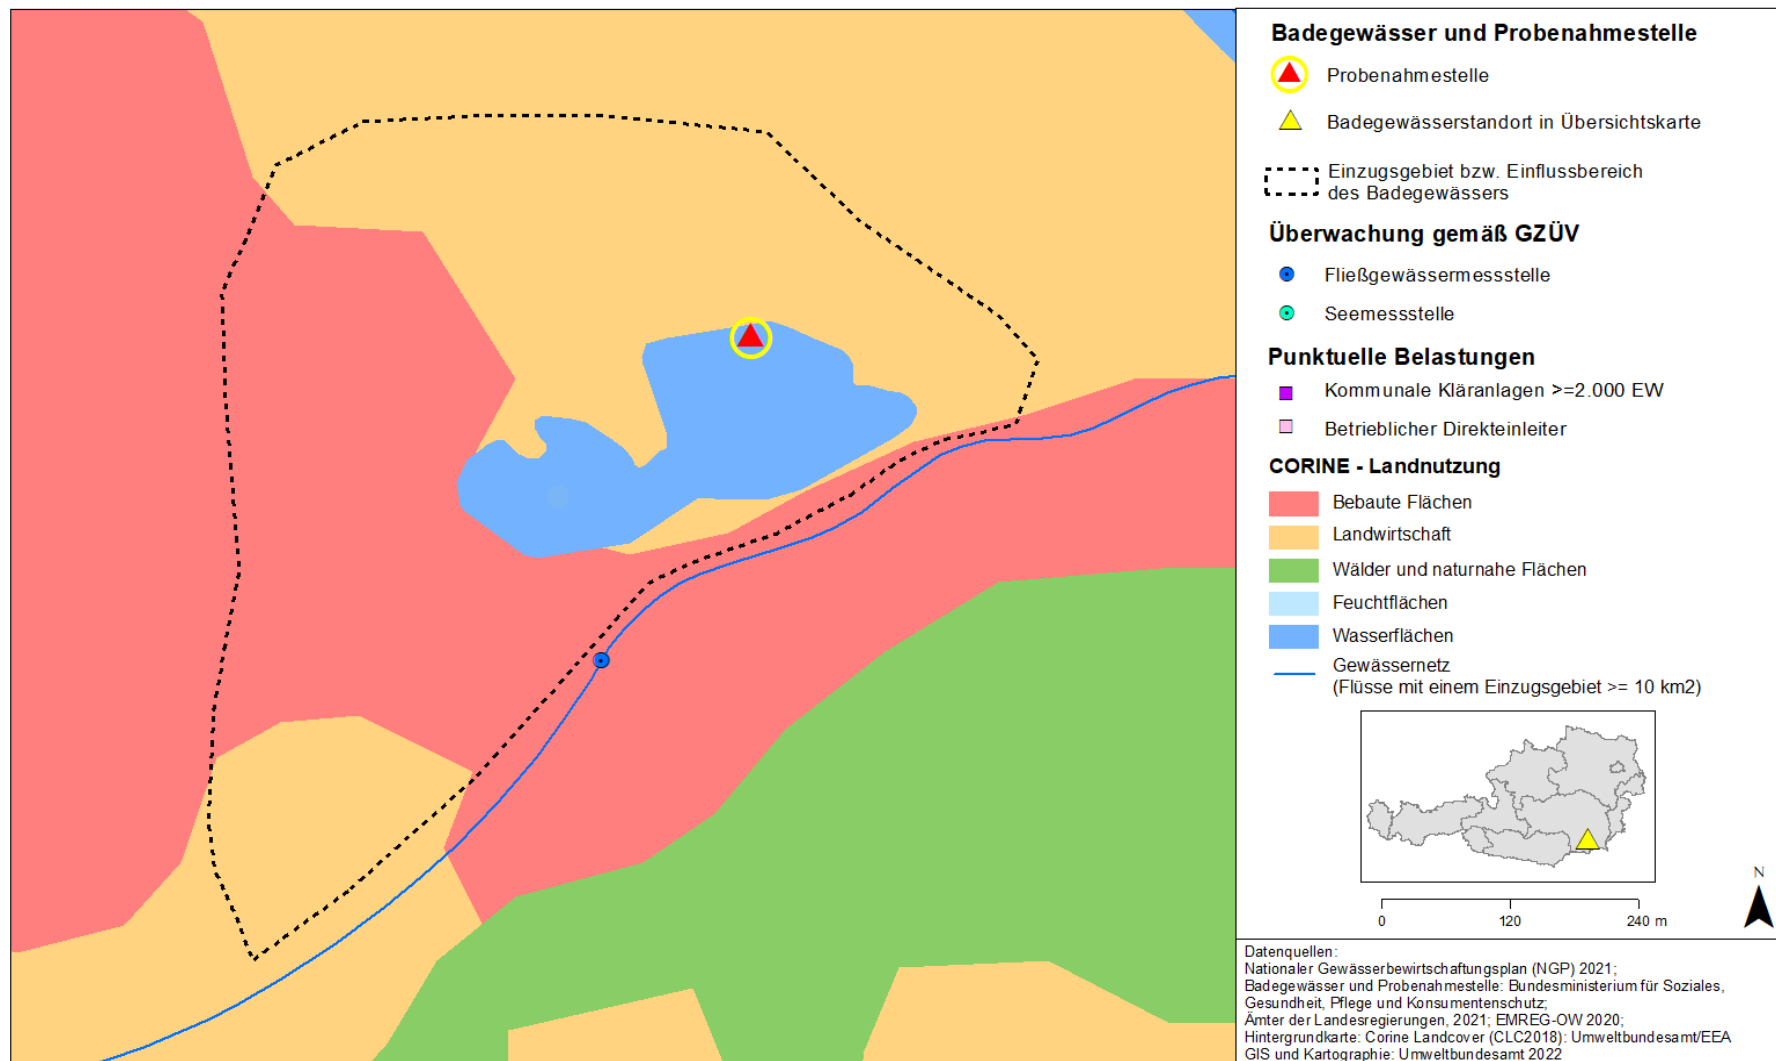 Badegewässer und Probenahmestelle
Probenahmestelle
Badegewässerstandort in Übersichtskarte
Einzugsgebiet bzw. Einflussbereich
des Badegewässers
Überwachung gemäß GZÜV
Fließgewässermessstelle
Seemessstelle
Punktuelle Belastungen
Kommunale Kläranlagen >=2.000 EW
Betrieblicher Direkteinleiter
CORINE - Landnutzung
Bebaute Flächen
Landwirtschaft
Wälder und naturnahe Flächen
Feuchtflächen
Wasserflächen
Gewässernetz
(Flüsse mit einem Einzugsgebiet >= 10 km2)
N
0 120 240 m
Datenquellen:
Nationaler Gewässerbewirtschaftungsplan (NGP) 2021;
Badegewässer und Probenahmestelle: Bundesministerium für Soziales,
Gesundheit, Pflege und Konsumentenschutz;
Ämter der Landesregierungen, 2021; EMREG-OW 2020;
Hintergrundkarte: Corine Landcover (CLC2018): Umweltbundesamt/EEA
GIS und Kartographie: Umweltbundesamt 2022